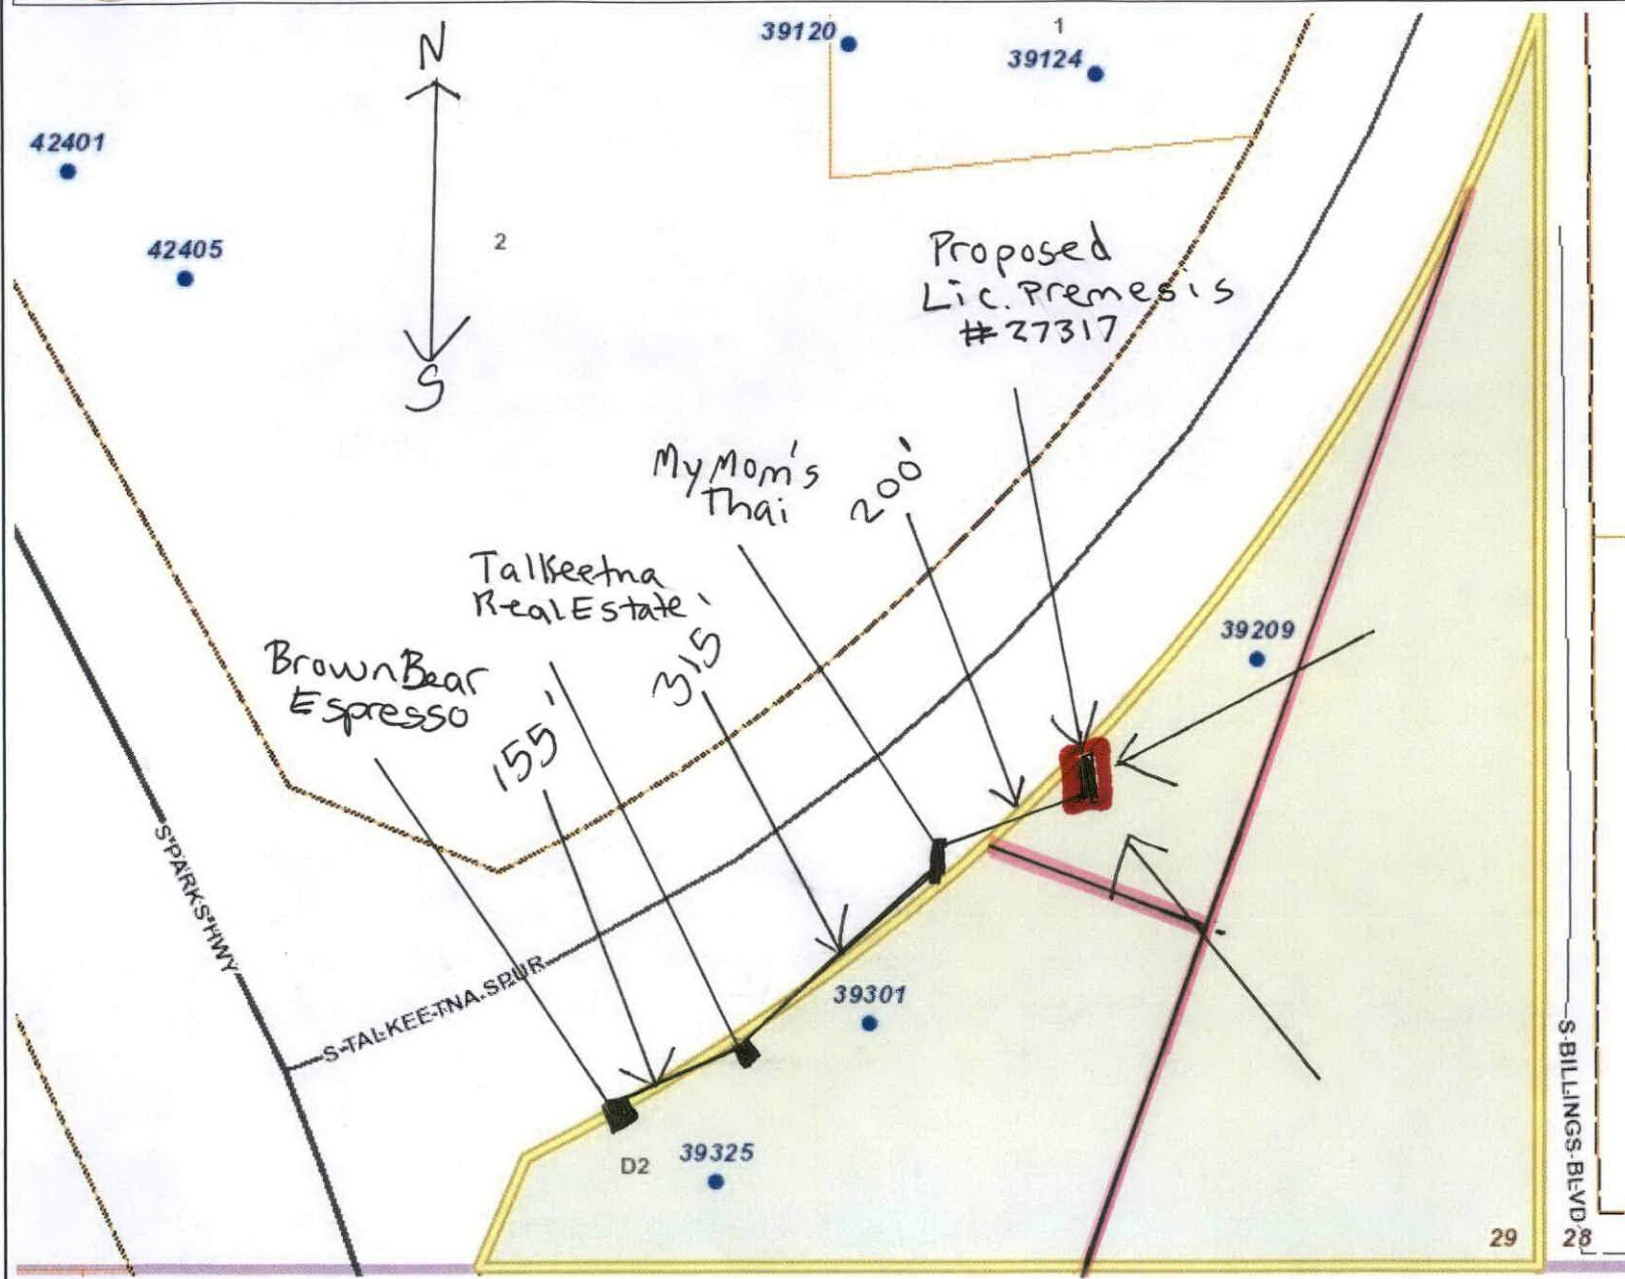 N
39120
1
39124
42401
42405
2
Proposed
Lic. Premesis
#27317
S
My Mom's
Thai
200'
Talkeetna
Real Estate
315'
39209
Brown Bear
Espresso
155'
S PARKS HWY
S-TALKEETNA SPUR
39301
S-BILLINGS-BLVD
D2
39325
29
28